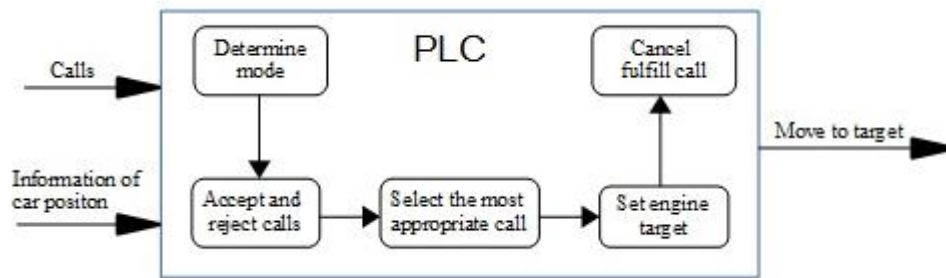 PLC
Calls
Information of
car positon
Determine
mode
Accept and
reject calls
Select the most
appropriate call
Set engine
target
Cancel
fulfill call
Move to target